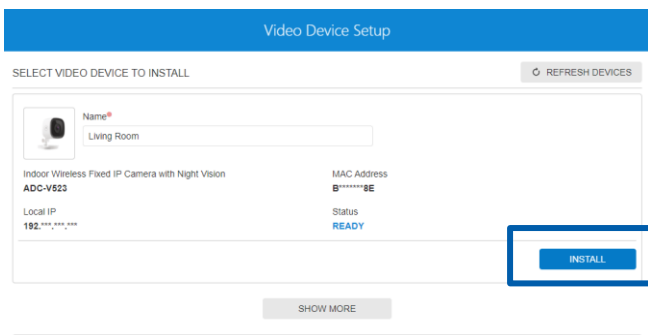 Video Device Setup
SELECT VIDEO DEVICE TO INSTALL
REFRESH DEVICES
Name*
Living Room
Indoor Wireless Fixed IP Camera with Night Vision
ADC-V523
MAC Address
B*******8E
Local IP
192.***.***.***
Status
READY
INSTALL
SHOW MORE